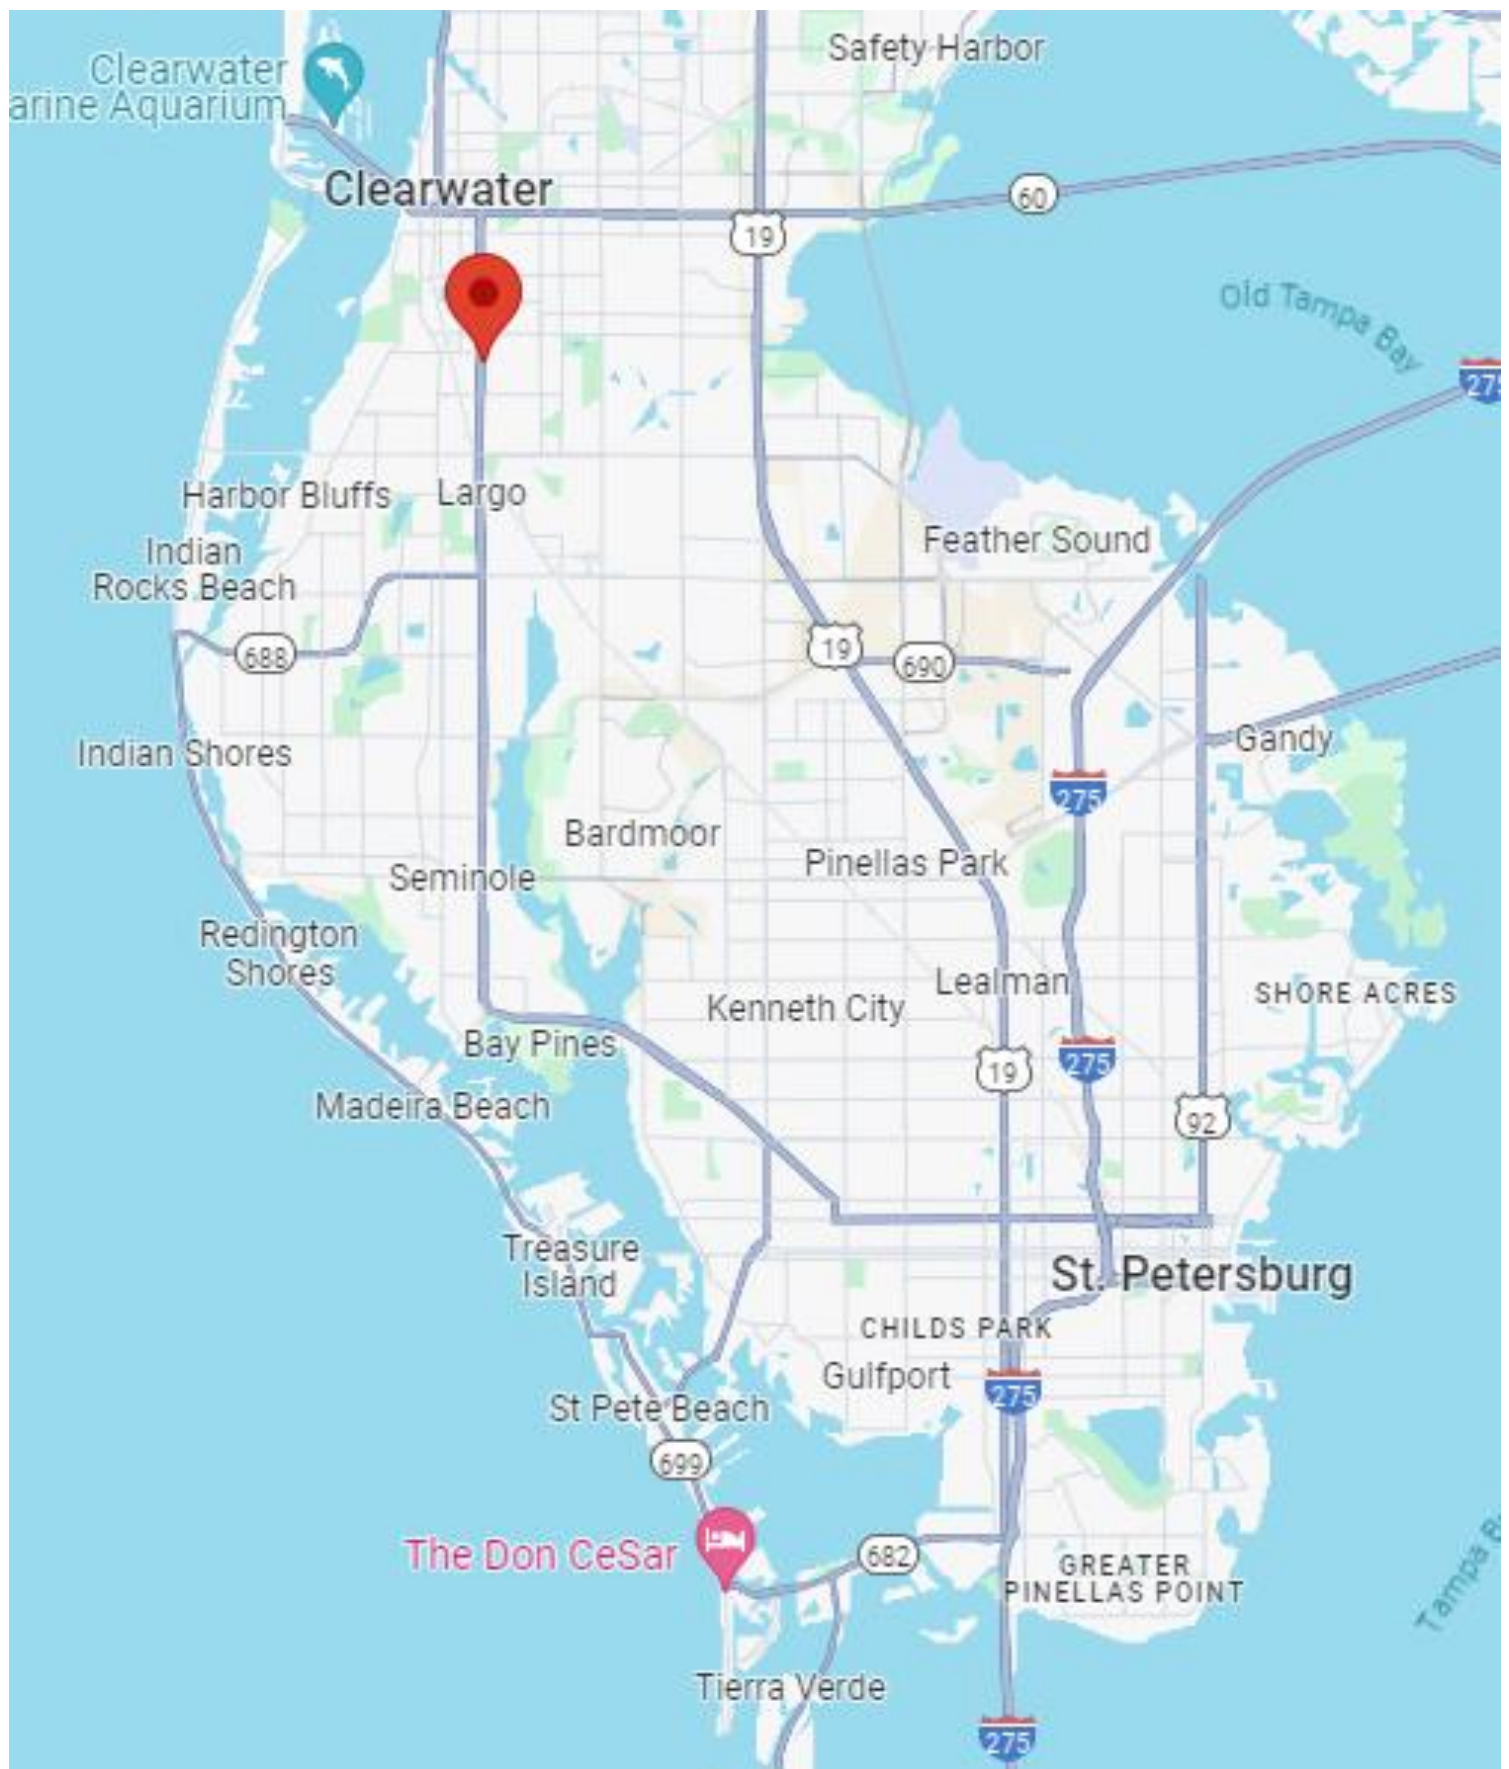 Safety Harbor
Clearwater
arine Aquarium
Clearwater
60
19
Old Tampa Bay
275
Harbor Bluffs
Largo
Feather Sound
Indian
Rocks Beach
688
19
690
Indian Shores
Gandy
275
Bardmoor
Pinellas Park
Seminole
Redington
Shores
Lealman
SHORE ACRES
Kenneth City
Bay Pines
275
19
Madeira Beach
92
Treasure
Island
St. Petersburg
CHILDS PARK
Gulfport
275
St Pete Beach
699
The Don CeSar
682
GREATER
PINELLAS POINT
Tampa B
Tierra Verde
275